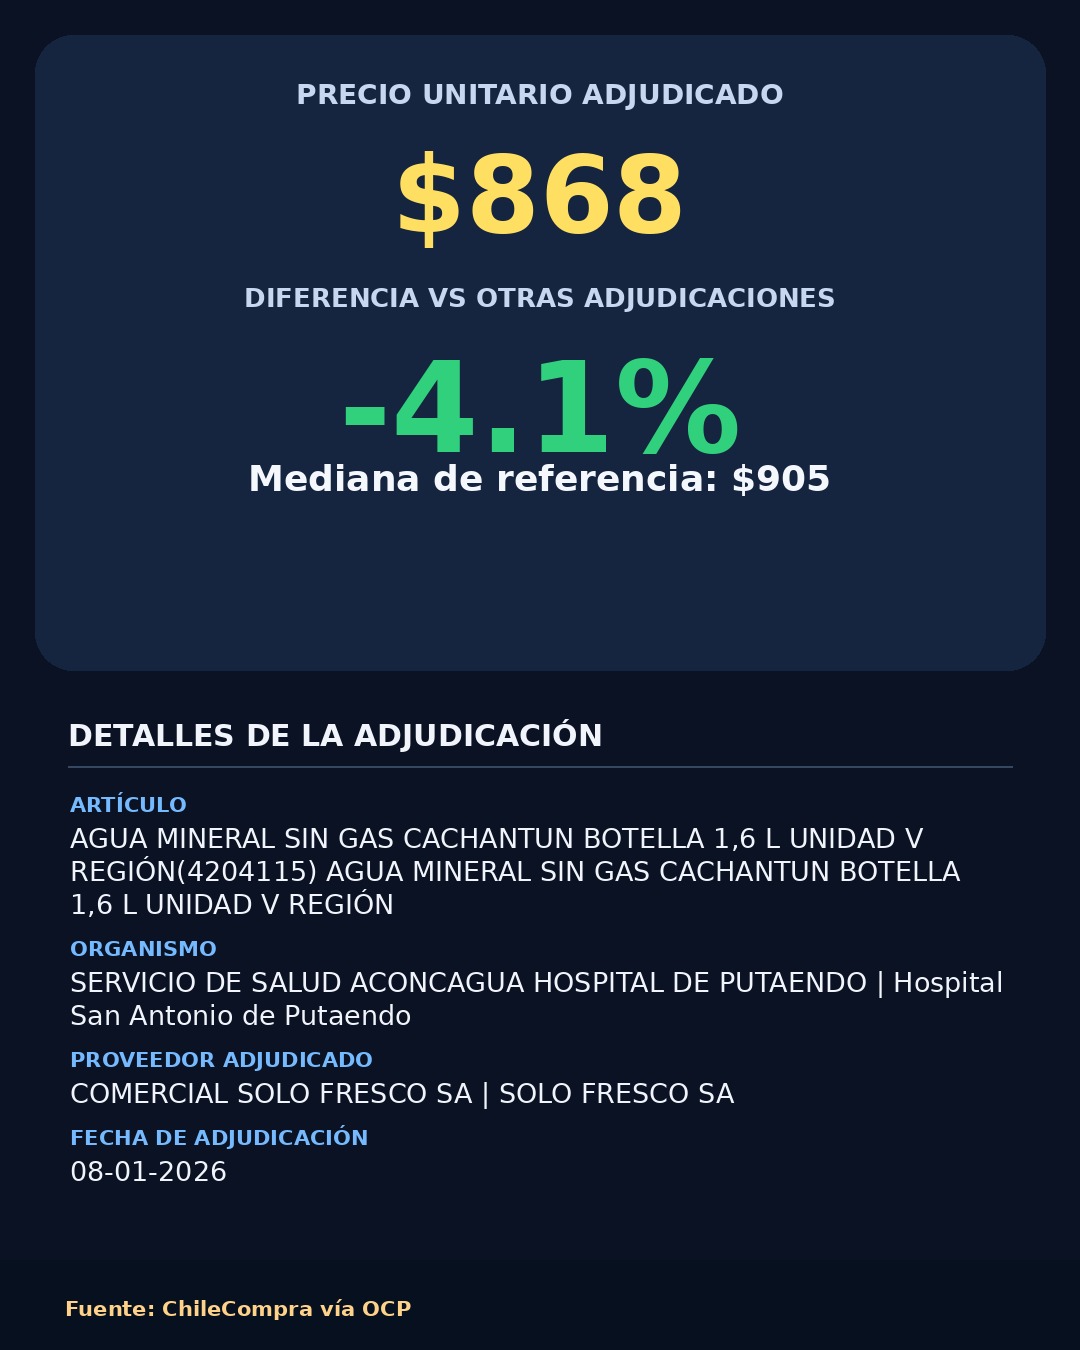 PRECIO UNITARIO ADJUDICADO
$868
DIFERENCIA VS OTRAS ADJUDICACIONES
-4.1%
Mediana de referencia: $905
DETALLES DE LA ADJUDICACIÓN
ARTÍCULO
AGUA MINERAL SIN GAS CACHANTUN BOTELLA 1,6 L UNIDAD V
REGIÓN(4204115) AGUA MINERAL SIN GAS CACHANTUN BOTELLA
1,6 L UNIDAD V REGIÓN
ORGANISMO
SERVICIO DE SALUD ACONCAGUA HOSPITAL DE PUTAENDO | Hospital
San Antonio de Putaendo
PROVEEDOR ADJUDICADO
COMERCIAL SOLO FRESCO SA | SOLO FRESCO SA
FECHA DE ADJUDICACIÓN
08-01-2026
Fuente: ChileCompra vía OCP